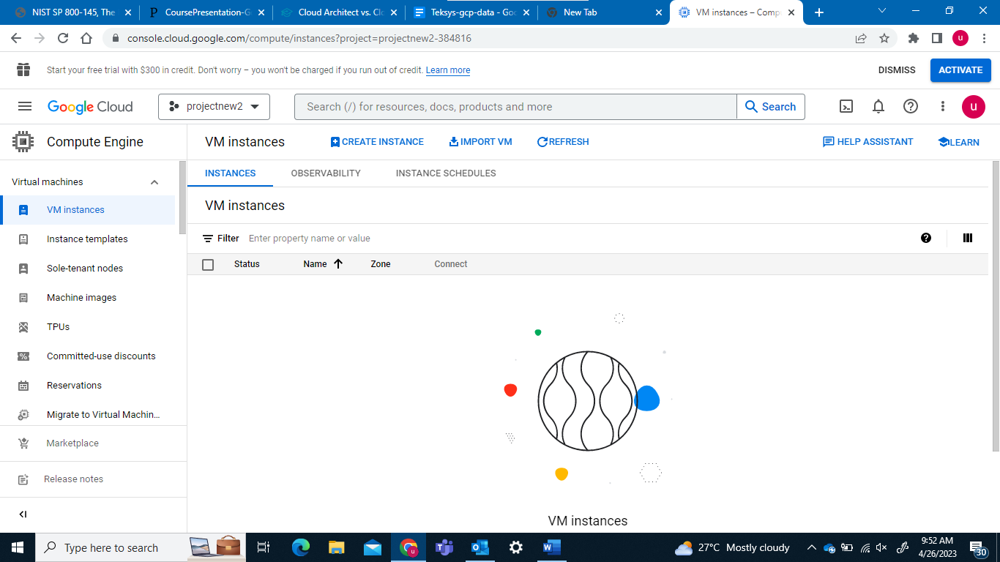 NIST SP 800-145, The
CoursePresentation-G
Cloud Architect vs. Clo
Teksys-gcp-data - Goo
New Tab
VM instances – Comp
console.cloud.google.com/compute/instances?project=projectnew2-384816
u
Start your free trial with $300 in credit. Don't worry – you won't be charged if you run out of credit. Learn more
DISMISS
ACTIVATE
Google Cloud
projectnew2
Search (/) for resources, docs, products and more
Search
u
Compute Engine
VM instances
CREATE INSTANCE
IMPORT VM
REFRESH
HELP ASSISTANT
LEARN
Virtual machines
VM instances
Instance templates
Sole-tenant nodes
Machine images
TPUs
Committed-use discounts
Reservations
Migrate to Virtual Machin...
Marketplace
Release notes
INSTANCES
OBSERVABILITY
INSTANCE SCHEDULES
VM instances
Filter
Enter property name or value
Status
Name
Zone
Connect
VM instances
Type here to search
27°C Mostly cloudy
9:52 AM
4/26/2023
30